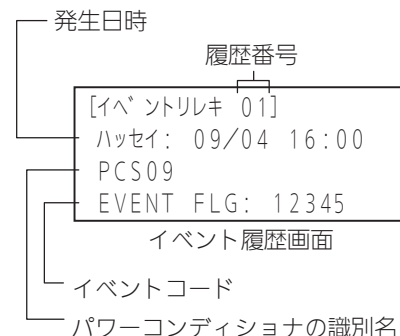 発生日時
履歴番号
[イベントリレキ 01]
ハッセイ: 09/04 16:00
PCS09
EVENT FLG: 12345
イベント履歴画面
イベントコード
パワーコンディショナの識別名